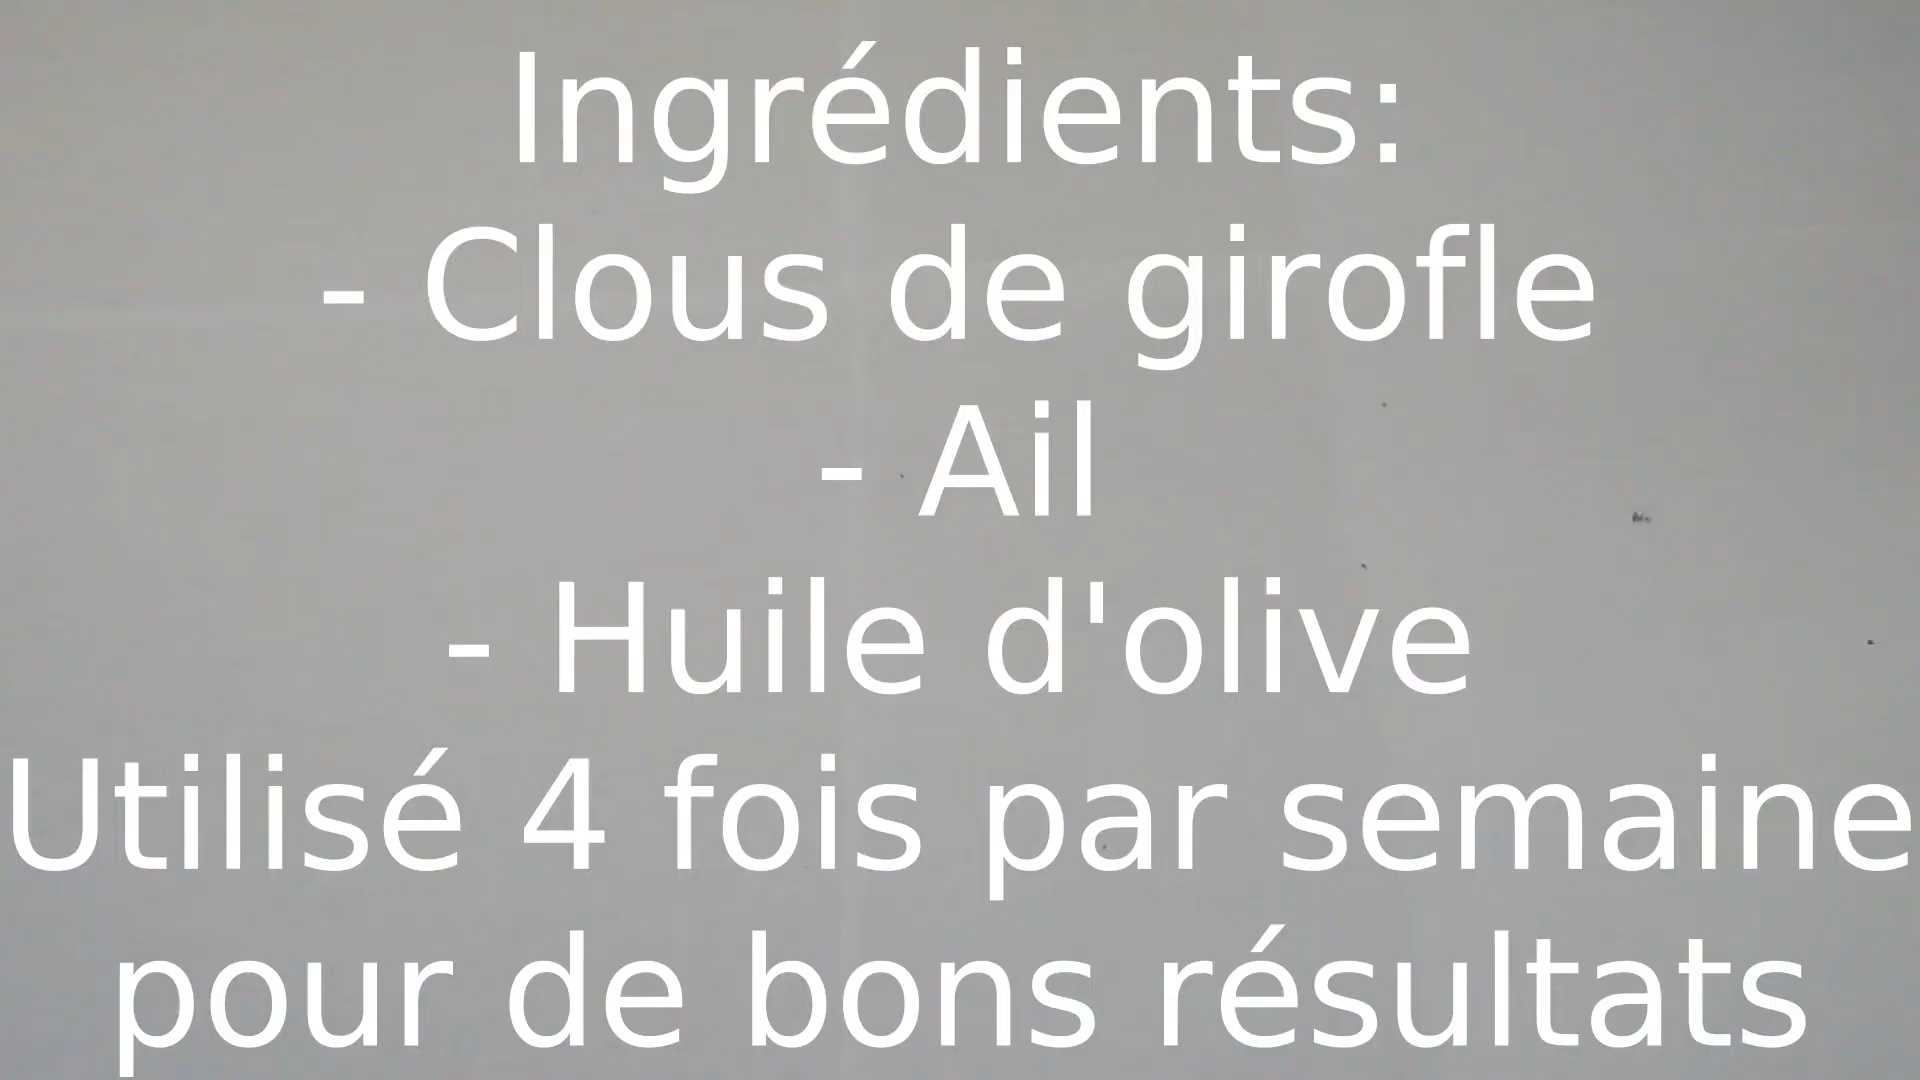 Ingrédients:
- Clous de girofle
- Ail
- Huile d'olive
Utilisé 4 fois par semaine
pour de bons résultats